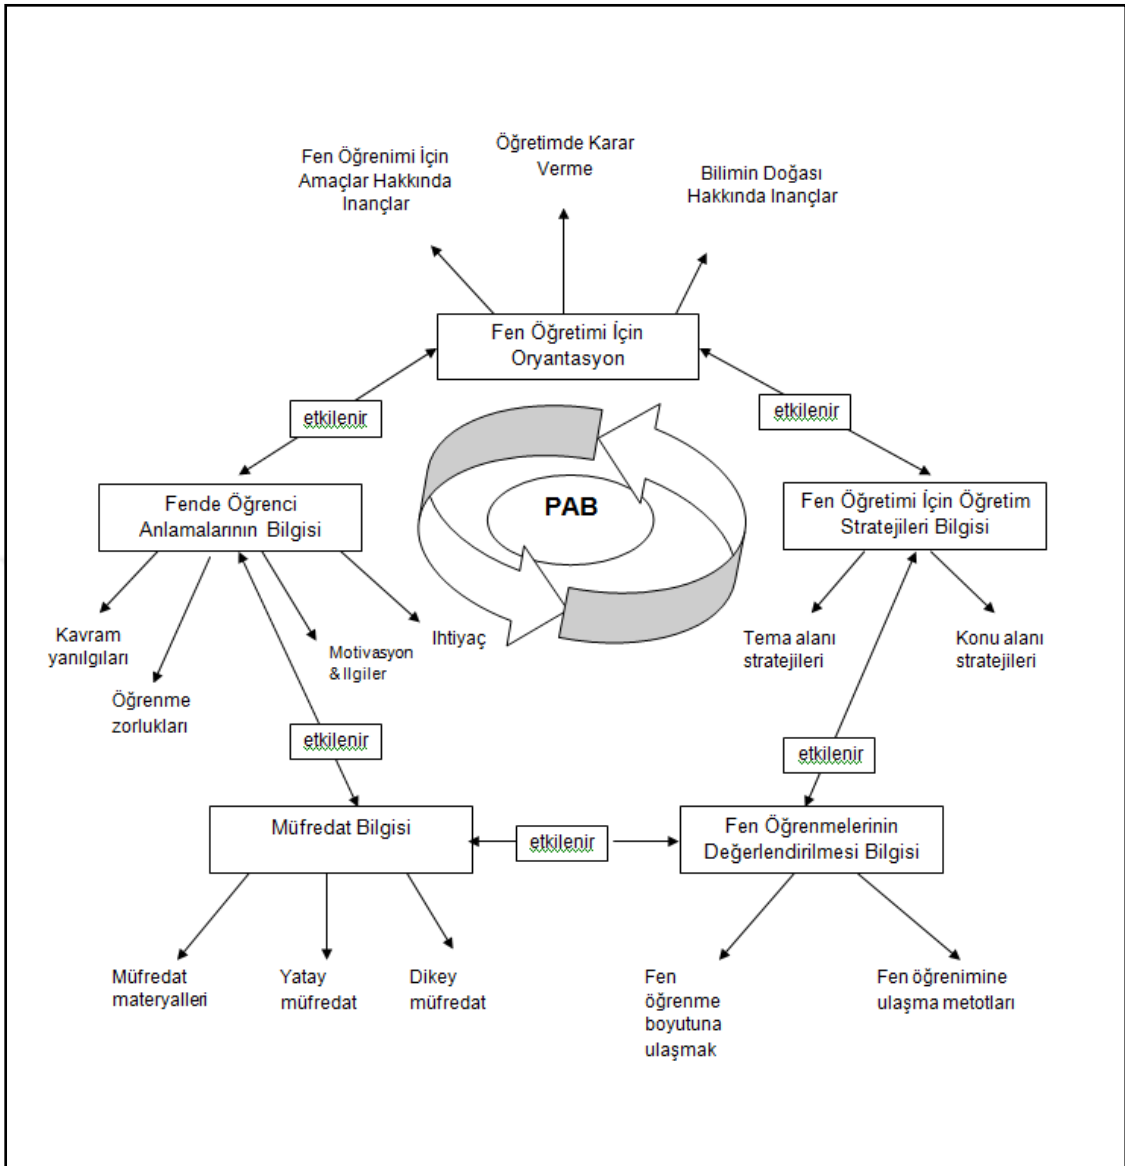 Öğretimde Karar
Verme
Fen Öğrenimi İçin
Amaçlar Hakkında
Inançlar
Bilimin Doğası
Hakkında Inançlar
Fen Öğretimi İçin
Oryantasyon
etkilenir
etkilenir
Fende Öğrenci
Anlamalarının Bilgisi
PAB
Fen Öğretimi İçin Öğretim
Stratejileri Bilgisi
Kavram
yanılgıları
Öğrenme
zorlukları
Motivasyon
& Ilgiler
Ihtiyaç
Tema alanı
stratejileri
Konu alanı
stratejileri
etkilenir
etkilenir
Müfredat Bilgisi
etkilenir
Fen Öğrenmelerinin
Değerlendirilmesi Bilgisi
Müfredat
materyalleri
Yatay
müfredat
Dikey
müfredat
Fen
öğrenme
boyutuna
ulaşmak
Fen öğrenimine
ulaşma metotları